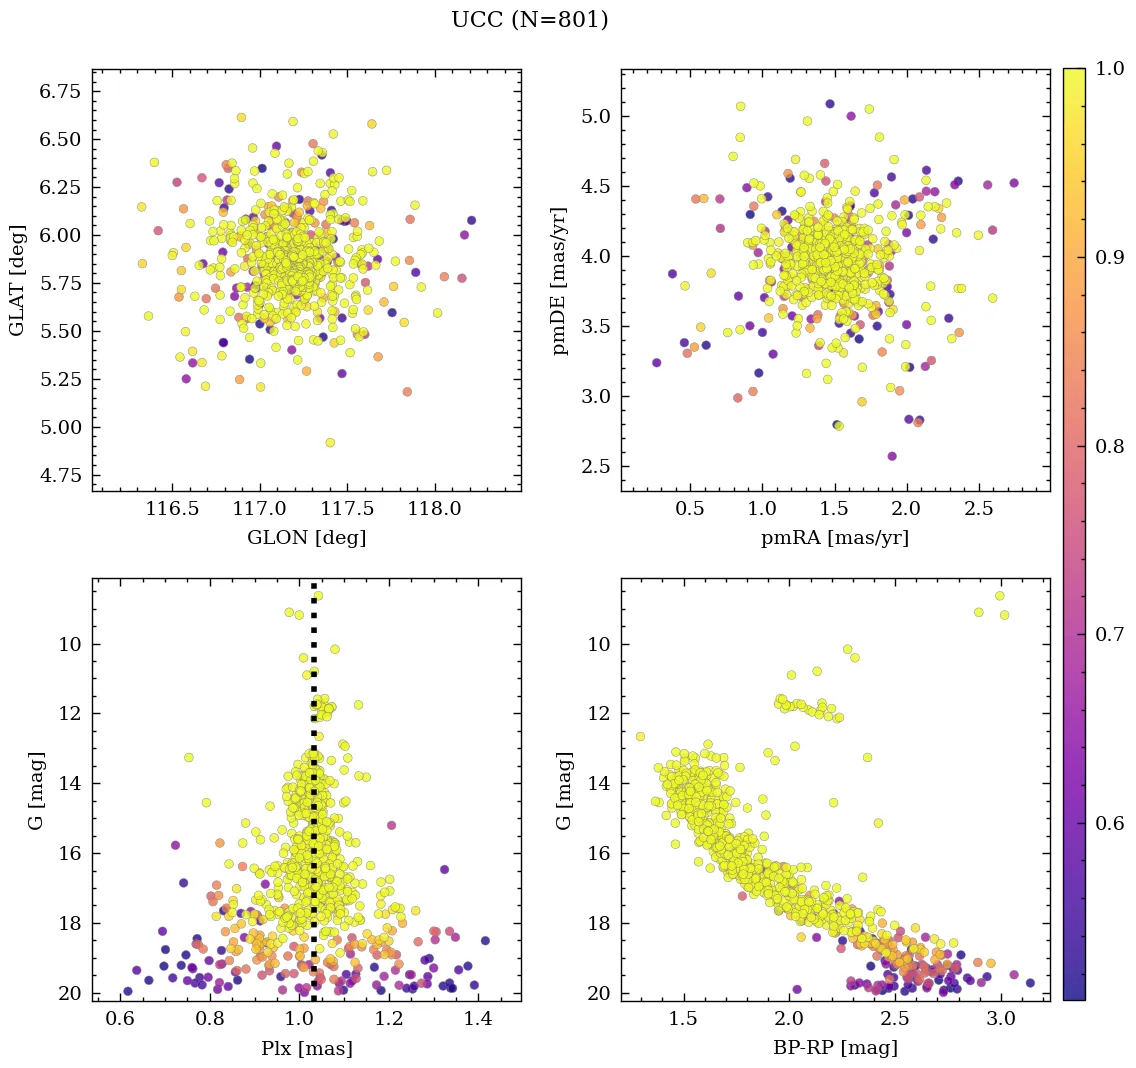 UCC (N=801)
6.75
6.50
6.25
6.00
5.75
5.50
5.25
5.00
4.75
GLAT [deg]
116.5 117.0 117.5 118.0
GLON [deg]
5.0
4.5
4.0
3.5
3.0
2.5
pmDE [mas/yr]
0.5 1.0 1.5 2.0 2.5
pmRA [mas/yr]
1.0
0.9
0.8
0.7
0.6
10
12
14
16
18
20
G [mag]
0.6 0.8 1.0 1.2 1.4
Plx [mas]
10
12
14
16
18
20
G [mag]
1.5 2.0 2.5 3.0
BP-RP [mag]